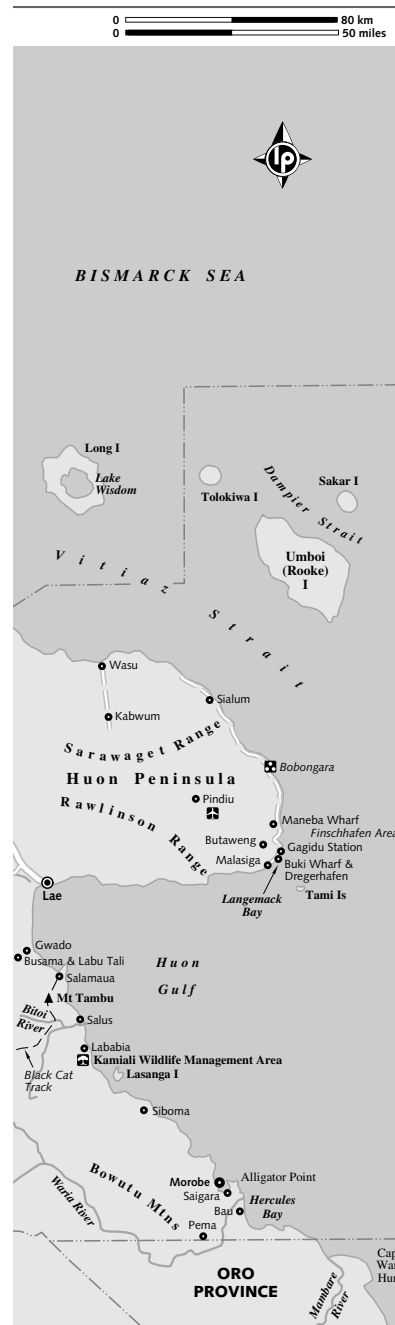 0 80 km
0 50 miles
lp
BISMARCK SEA
Long I
Lake
Wisdom
Tolokiwa I
Sakar I
Dampier Strait
Umboi
(Rooke)
I
Vitiaz Strait
Wasu
Sialum
Kabwum
Sarawaget Range
Bobongara
Huon Peninsula
Pindiu
Rawlinson Range
Maneba Wharf
Finschhafen Area
Butaweng
Gagidu Station
Malasiga
Buki Wharf &
Dregerhafen
Lae
Langemack
Bay
Tami Is
Gwado
Busama & Labu Tali
Huon
Gulf
Salamaua
Mt Tambu
Bitoi
River
Salus
Lababia
Kamiali Wildlife Management Area
Black Cat
Track
Lasanga I
Siboma
Bowutu Mtns
Waria River
Morobe
Alligator Point
Saigara
Hercules
Bay
Bau
Pema
ORO
PROVINCE
Mambare
River